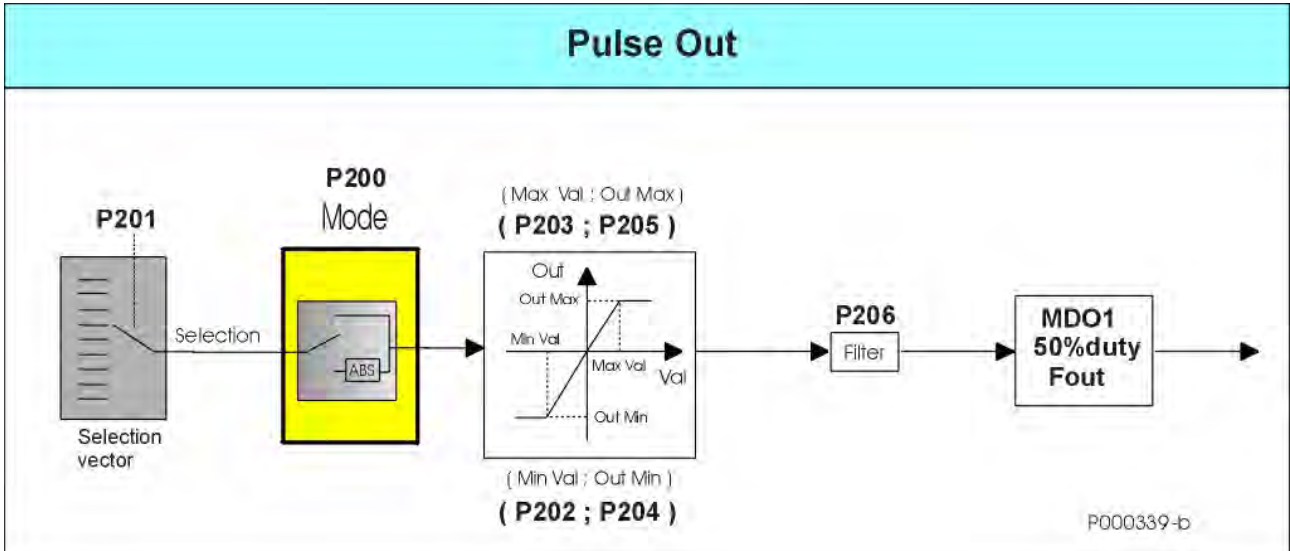 Pulse Out
P201
Selection
Selection
vector
P200
Mode
ABS
( Max Val ; Out Max )
( P203 ; P205 )
Out
Out Max
Min Val
Max Val
Val
Out Min
( Min Val ; Out Min )
( P202 ; P204 )
P206
Filter
MDO1
50%duty
Fout
P000339-b